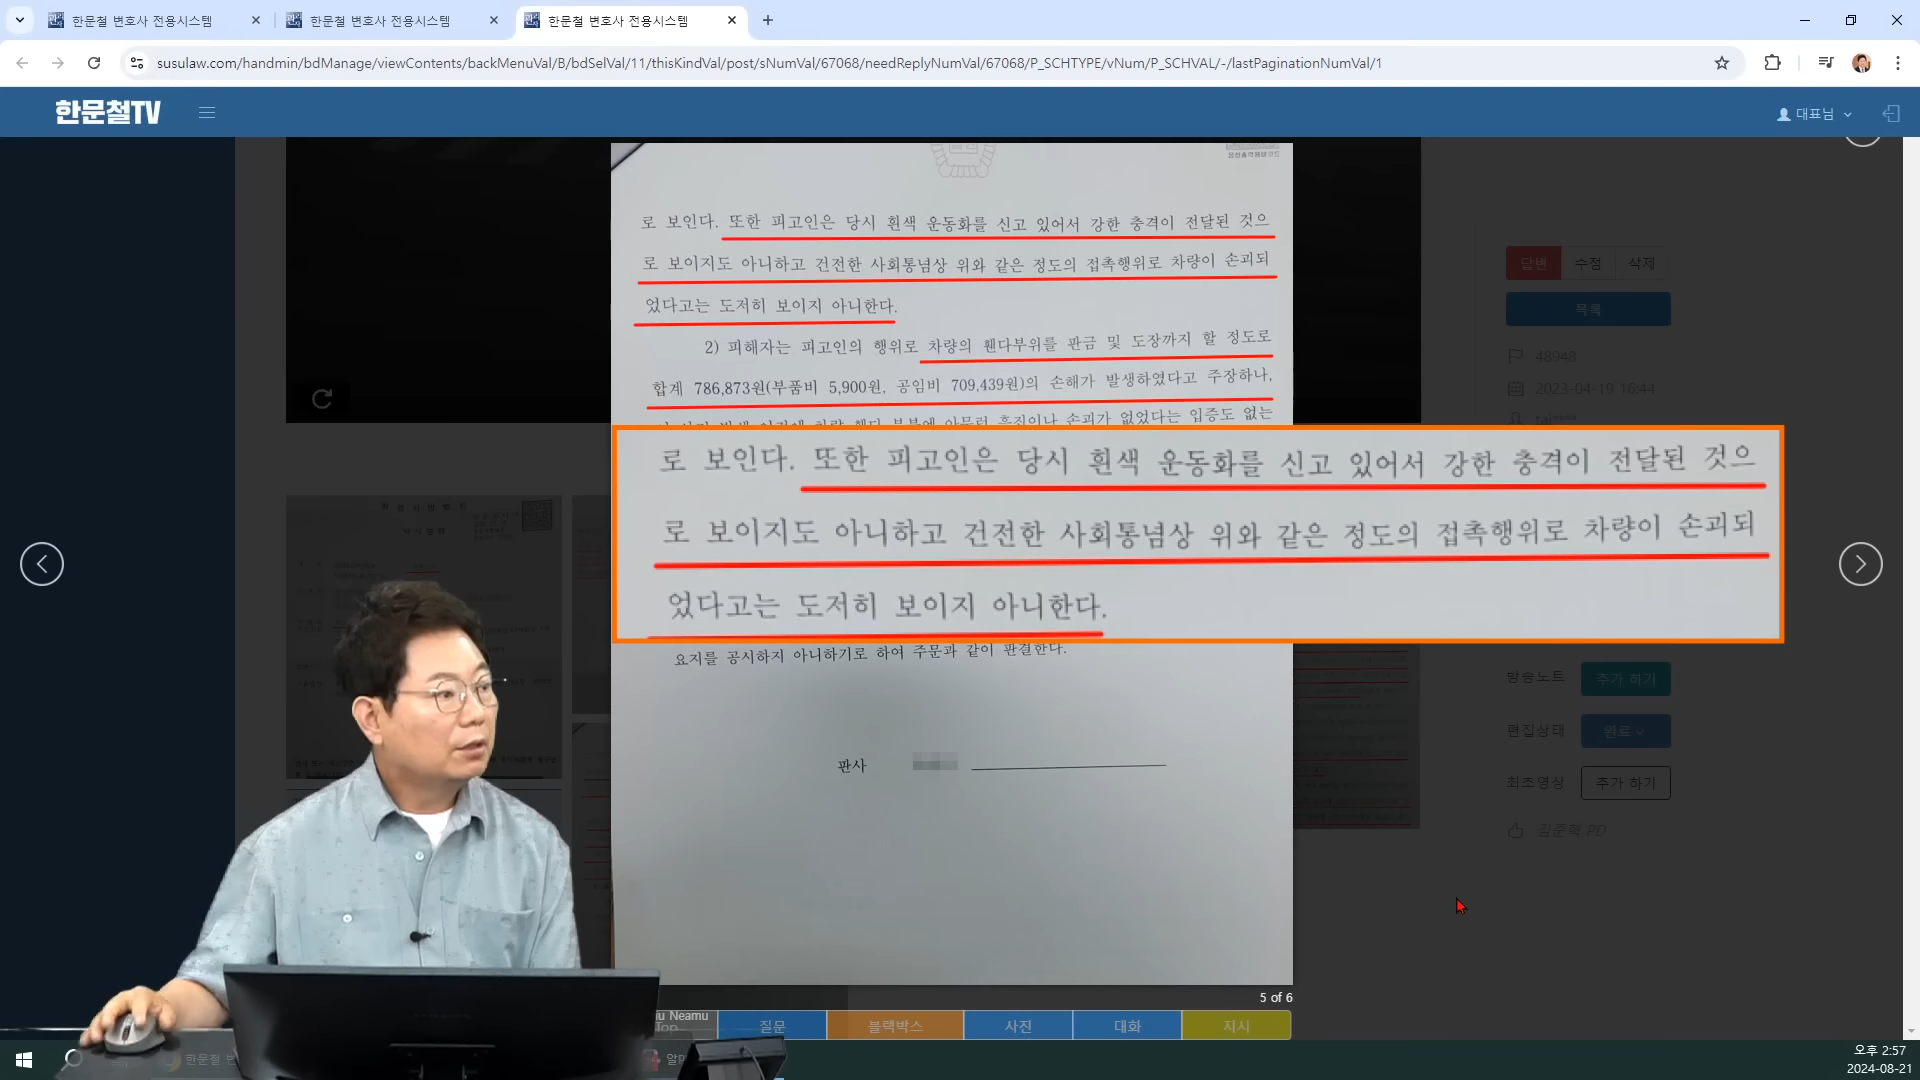 한문철 변호사 전용시스템
한문철 변호사 전용시스템
한문철 변호사 전용시스템
susulaw.com/handmin/bdManage/viewContents/backMenuVal/B/bdSelVal/11/thisKindVal/post/sNumVal/67068/needReplyNumVal/67068/P_SCHTYPE/vNum/P_SCHVAL/-/lastPaginationNumVal/1
한문철TV
대표님
로 보인다. 또한 피고인은 당시 흰색 운동화를 신고 있어서 강한 충격이 전달된 것으
로 보이지도 아니하고 건전한 사회통념상 위와 같은 정도의 접촉행위로 차량이 손괴되
었다고는 도저히 보이지 아니한다.
2) 피해자는 피고인의 행위로 차량의 휀다부위를 판금 및 도장까지 할 정도로
합계 786,873원(부품비 5,900원, 공임비 709,439원)의 손해가 발생하였다고 주장하나,
로 보인다. 또한 피고인은 당시 흰색 운동화를 신고 있어서 강한 충격이 전달된 것으
로 보이지도 아니하고 건전한 사회통념상 위와 같은 정도의 접촉행위로 차량이 손괴되
었다고는 도저히 보이지 아니한다.
요지를 공시하지 아니하기로 하여 주문과 같이 판결한다.
판사
답변 수정 삭제
목록
48948
2023-04-19 16:44
방송노트 추가 하기
편집상태 완료
최초영상 추가 하기
김준혁 PD
5 of 6
질문 블랙박스 사진 대화 지시
오후 2:57
2024-08-21